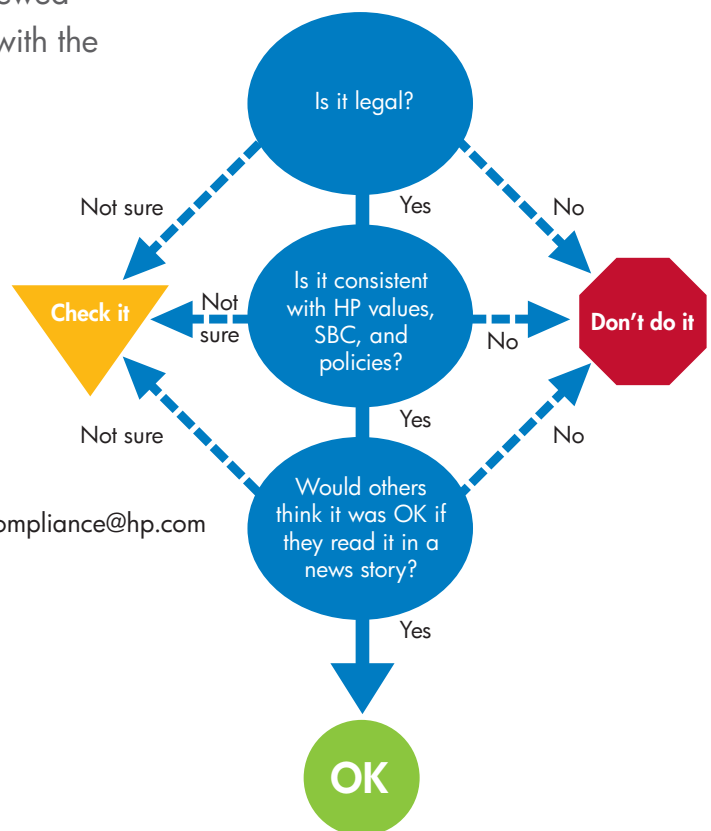 with the
Is it legal?
Not sure
Yes
No
Check it
Not
sure
Is it consistent
with HP values,
SBC, and
policies?
No
Don't do it
Not sure
Yes
No
Would others
think it was OK if
they read it in a
news story?
ompliance@hp.com
Yes
OK